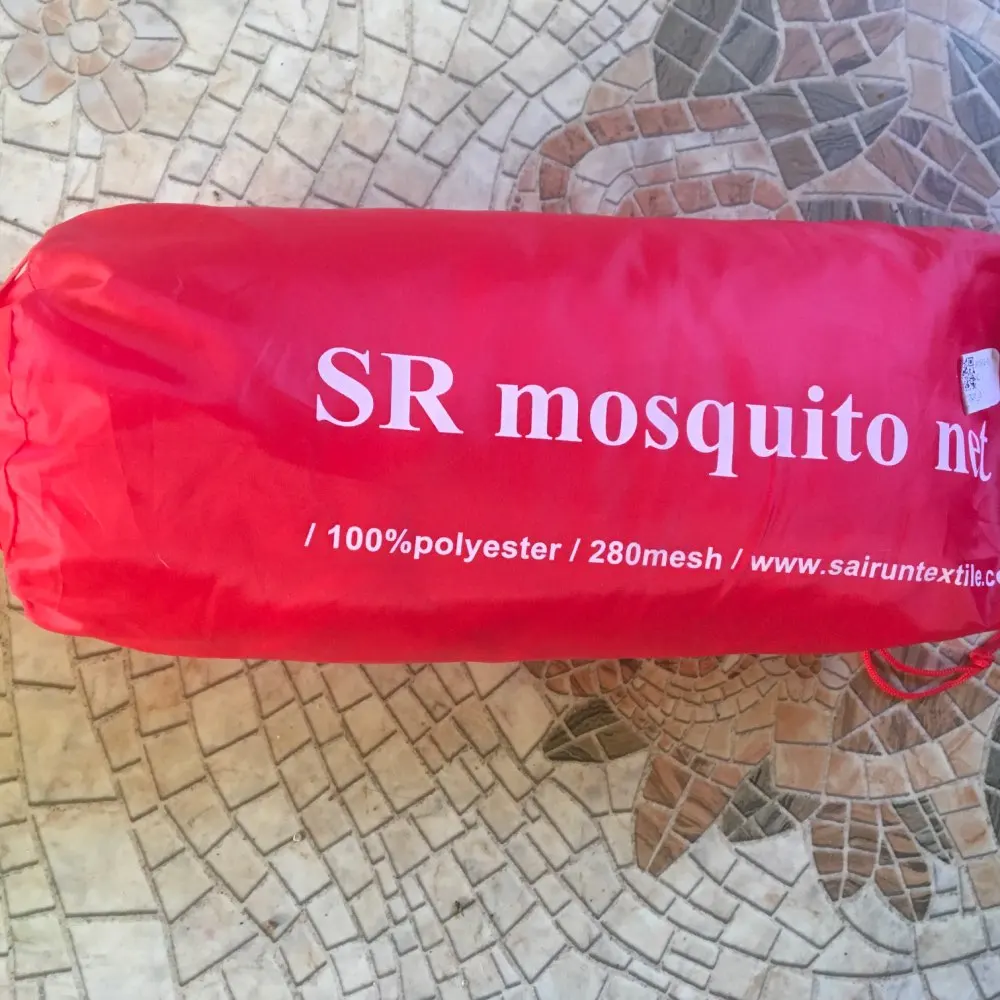 SR mosquito net
/ 100%polyester / 280mesh / www.sairuntextile.c